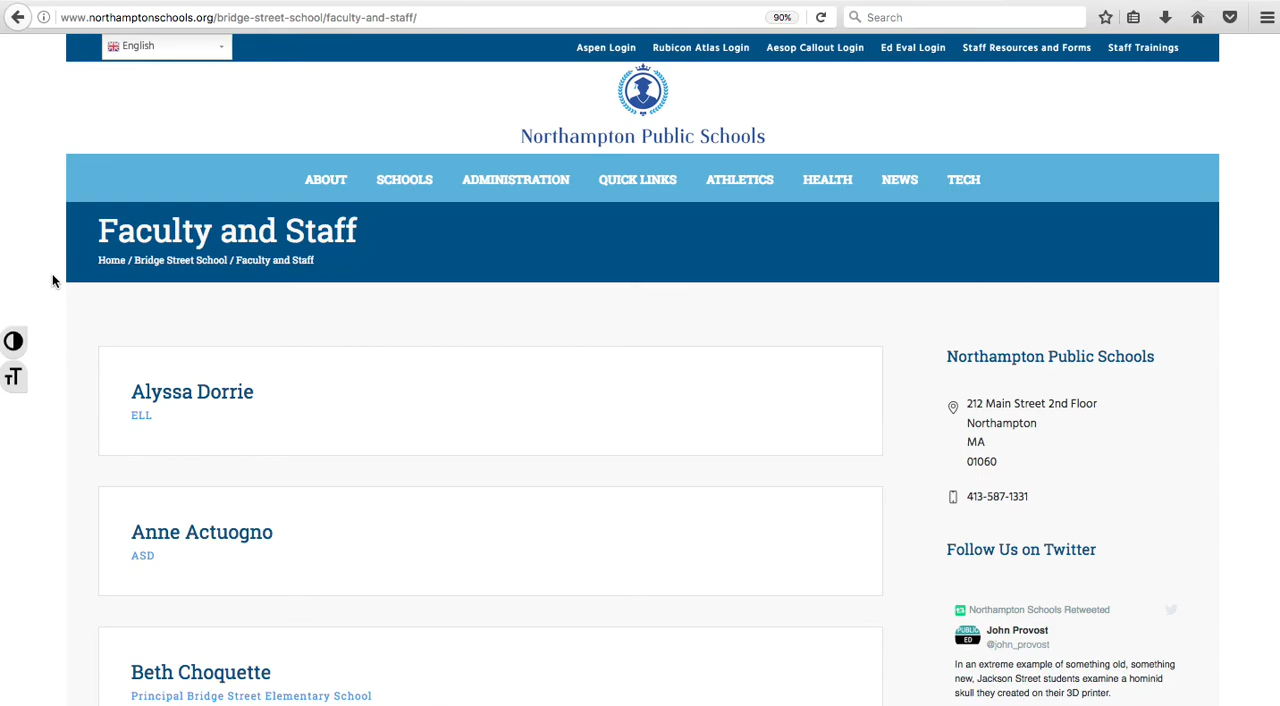 www.northamptonschools.org/bridge-street-school/faculty-and-staff/
90%
Search
English
Aspen Login
Rubicon Atlas Login
Aesop Callout Login
Ed Eval Login
Staff Resources and Forms
Staff Trainings
Northampton Public Schools
ABOUT
SCHOOLS
ADMINISTRATION
QUICK LINKS
ATHLETICS
HEALTH
NEWS
TECH
Faculty and Staff
Home / Bridge Street School / Faculty and Staff
Alyssa Dorrie
ELL
Anne Actuogno
ASD
Beth Choquette
Principal Bridge Street Elementary School
Northampton Public Schools
212 Main Street 2nd Floor
Northampton
MA
01060
413-587-1331
Follow Us on Twitter
Northampton Schools Retweeted
PUBLIC
ED
John Provost
@john_provost
In an extreme example of something old, something
new, Jackson Street students examine a hominid
skull they created on their 3D printer.